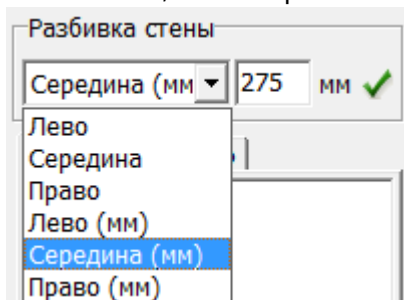 Разбивка стены
Середина (мм 275 мм
Лево
Середина
Право
Лево (мм)
Середина (мм)
Право (мм)